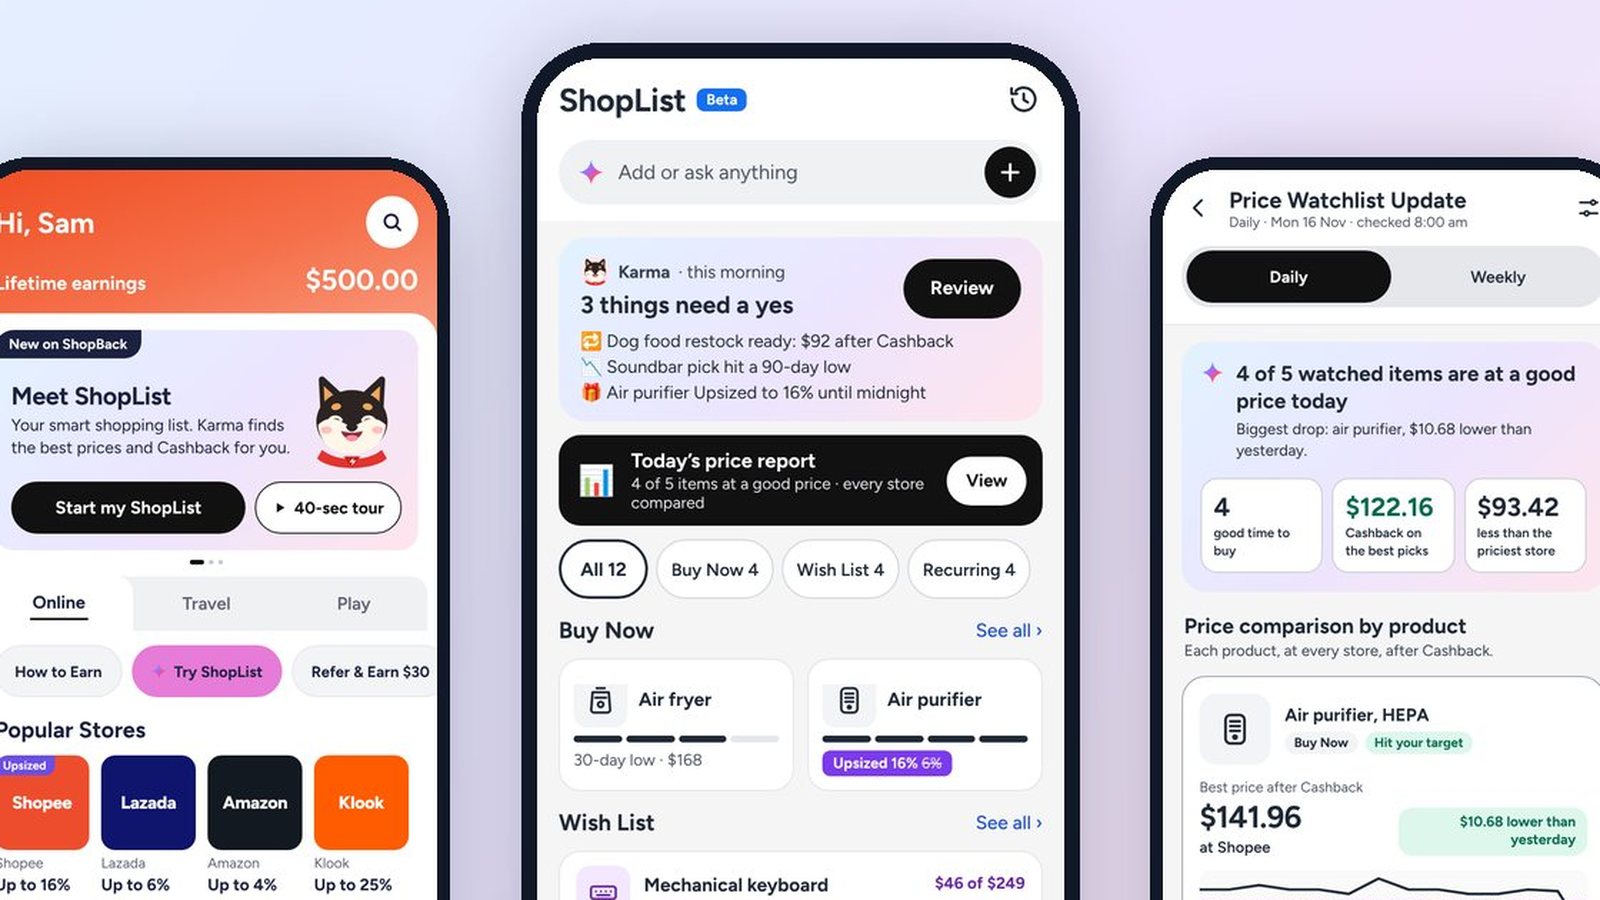 Hi, Sam
Lifetime earnings
$500.00
New on ShopBack
Meet ShopList
Your smart shopping list. Karma finds
the best prices and Cashback for you.
Start my ShopList
40-sec tour
Online
Travel
Play
How to Earn
Try ShopList
Refer & Earn $30
Popular Stores
Upsized
Shopee
Lazada
Amazon
Klook
Shopee
Lazada
Amazon
Klook
Up to 16%
Up to 6%
Up to 4%
Up to 25%
ShopList
Beta
Add or ask anything
Karma · this morning
3 things need a yes
Review
Dog food restock ready: $92 after Cashback
Soundbar pick hit a 90-day low
Air purifier Upsized to 16% until midnight
Today’s price report
4 of 5 items at a good price · every store
compared
View
All 12
Buy Now 4
Wish List 4
Recurring 4
Buy Now
See all ›
Air fryer
30-day low · $168
Air purifier
Upsized 16% 6%
Wish List
See all ›
Mechanical keyboard
$46 of $249
Price Watchlist Update
Daily · Mon 16 Nov · checked 8:00 am
Daily
Weekly
4 of 5 watched items are at a good
price today
Biggest drop: air purifier, $10.68 lower than
yesterday.
4
good time to
buy
$122.16
Cashback on
the best picks
$93.42
less than the
priciest store
Price comparison by product
Each product, at every store, after Cashback.
Air purifier, HEPA
Buy Now
Hit your target
Best price after Cashback
$141.96
at Shopee
$10.68 lower than
yesterday